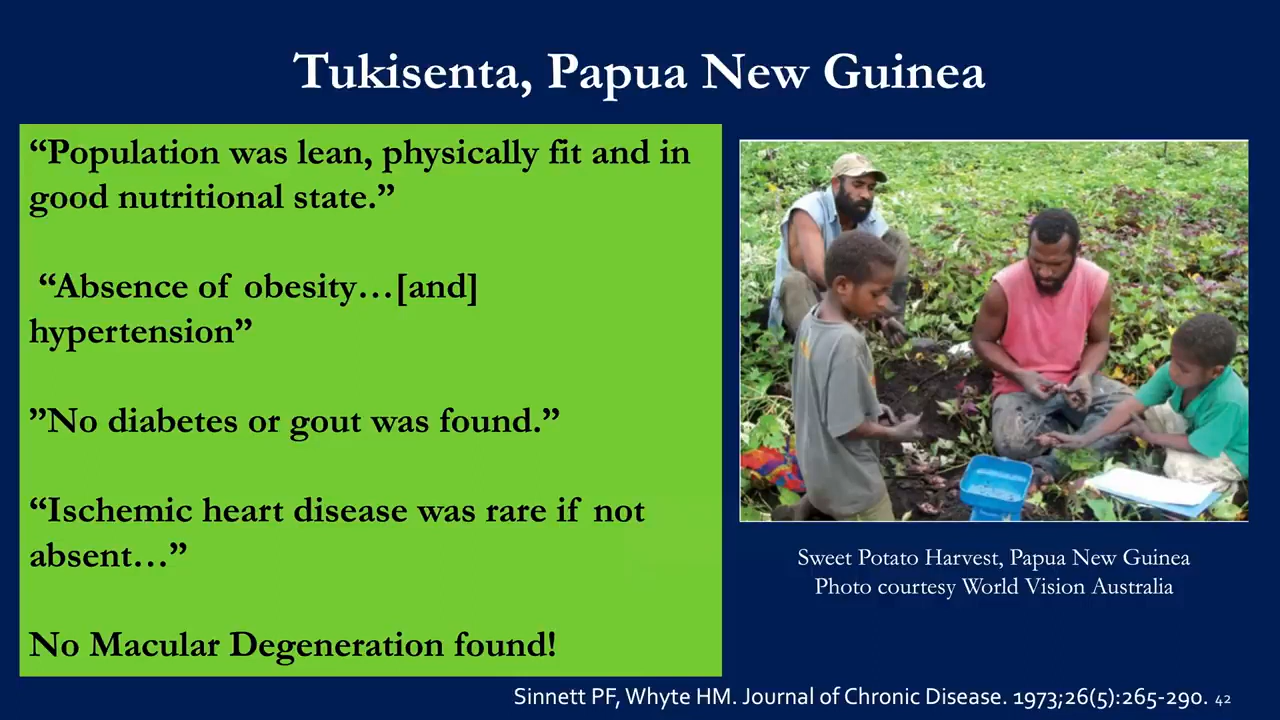 Tukisenta, Papua New Guinea
“Population was lean, physically fit and in
good nutritional state.”
“Absence of obesity…[and]
hypertension”
”No diabetes or gout was found.”
“Ischemic heart disease was rare if not
absent…”
No Macular Degeneration found!
Sweet Potato Harvest, Papua New Guinea
Photo courtesy World Vision Australia
Sinnett PF, Whyte HM. Journal of Chronic Disease. 1973;26(5):265-290. 42